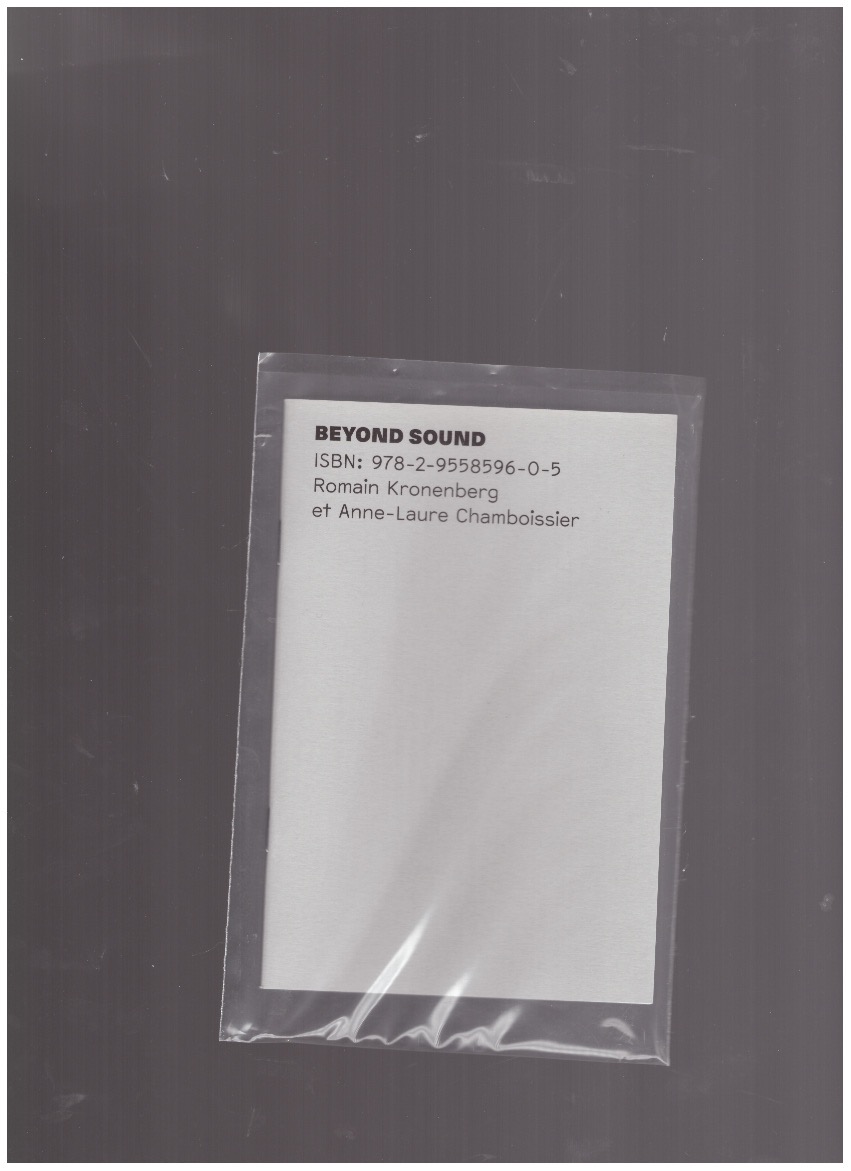 BEYOND SOUND
ISBN: 978-2-9558596-0-5
Romain Kronenberg
et Anne-Laure Chamboissier